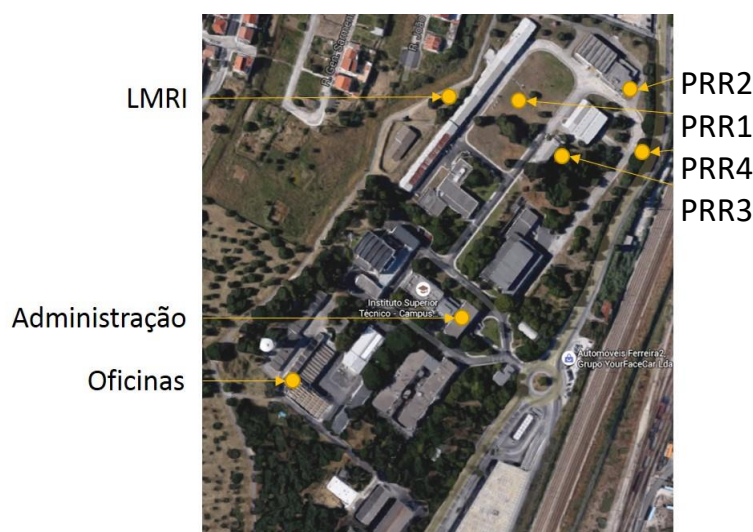 LMRI
Administração
Oficinas
PRR2
PRR1
PRR4
PRR3
Instituto Superior
Técnico - Campus...
Automóveis Ferreira2,
Grupo YourFaceCar Lda